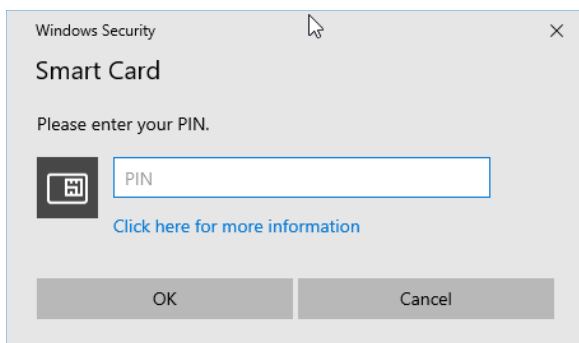 Windows Security
Smart Card
Please enter your PIN.
PIN
Click here for more information
OK
Cancel